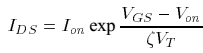 I_{DS} = I_{on} exp \frac{V_{GS} - V_{on}}{\zeta V_T}